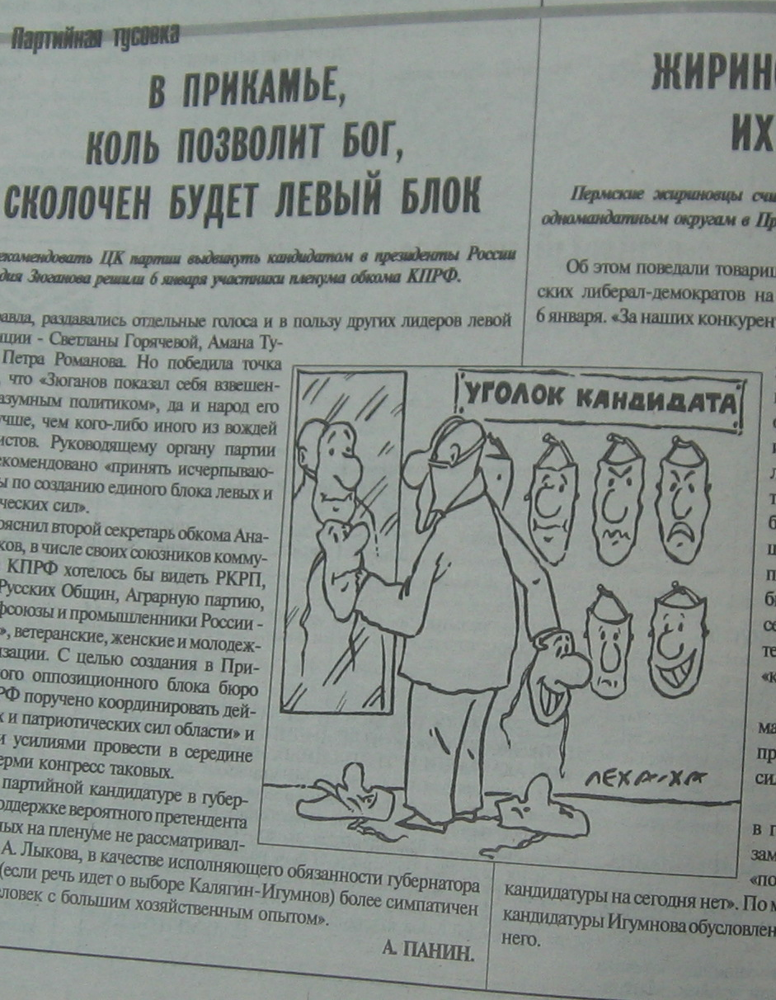 Партийная тусовка
В ПРИКАМЬЕ,
КОЛЬ ПОЗВОЛИТ БОГ,
СКОЛОЧЕН БУДЕТ ЛЕВЫЙ БЛОК
екомендовать ЦК партии выдвинуть кандидатом в президенты России
дия Зюганова решили 6 января участники пленума обкома КПРФ.
равда, раздавались отдельные голоса и в пользу других лидеров левой
ции - Светланы Горячевой, Амана Ту-
Петра Романова. Но победила точка
, что «Зюганов показал себя взвешен-
азумным политиком», да и народ его
чше, чем кого-либо иного из вождей
истов. Руководящему органу партии
екомендовано «принять исчерпываю-
ы по созданию единого блока левых и
ческих сил».
ояснил второй секретарь обкома Ана-
ков, в числе своих союзников комму-
КПРФ хотелось бы видеть РКРП,
Русских Общин, Аграрную партию,
фсоюзы и промышленники России -
», ветеранские, женские и молодеж-
изации. С целью создания в При-
ого оппозиционного блока бюро
РФ поручено координировать дей-
х и патриотических сил области» и
и усилиями провести в середине
ерми конгресс таковых.
партийной кандидатуре в губер-
оддержке вероятного претендента
ных на пленуме не рассматривал-
А. Лыкова, в качестве исполняющего обязанности губернатора
(если речь идет о выборе Калягин-Игумнов) более симпатичен
еловек с большим хозяйственным опытом».
А. ПАНИН.
УГОЛОК КАНДИДАТА
ЛЕХА-ХА
ЖИРИН
ИХ
Пермские жириновцы счи
одномандатным округам в Пр
Об этом поведали товарищ
ских либерал-демократов на
6 января. «За наших конкурен
ма
пр
си
в п
зам
«по
кандидатуры на сегодня нет». По м
кандидатуры Игумнова обусловлен
него.